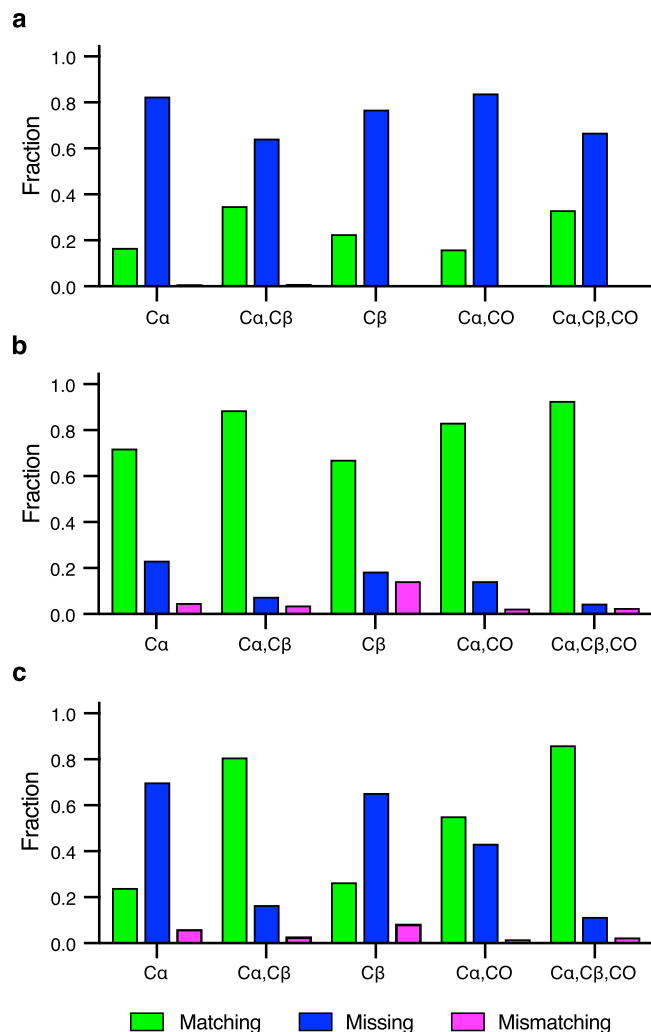 a
1.0
0.8
0.6
0.4
0.2
0.0
Fraction
Cα Cα,Cβ Cβ Cα,CO Cα,Cβ,CO
b
1.0
0.8
0.6
0.4
0.2
0.0
Fraction
Cα Cα,Cβ Cβ Cα,CO Cα,Cβ,CO
c
1.0
0.8
0.6
0.4
0.2
0.0
Fraction
Cα Cα,Cβ Cβ Cα,CO Cα,Cβ,CO
Matching Missing Mismatching